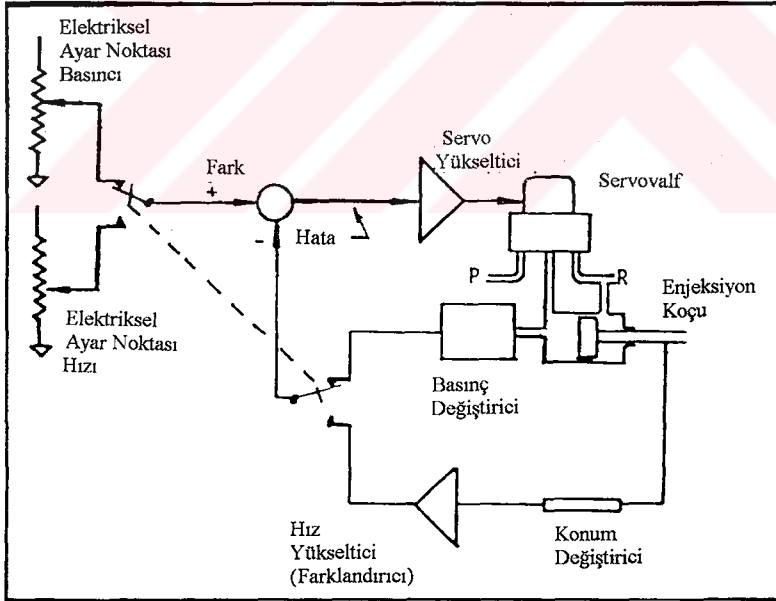 Elektriksel
Ayar Noktası
Basıncı
Servo
Yükseltici
Servovalf
Fark
+
-
Hata
P
R
Enjeksiyon
Koçu
Elektriksel
Ayar Noktası
Hızı
Basınç
Değiştirici
Hız
Yükseltici
(Farklandırıcı)
Konum
Değiştirici